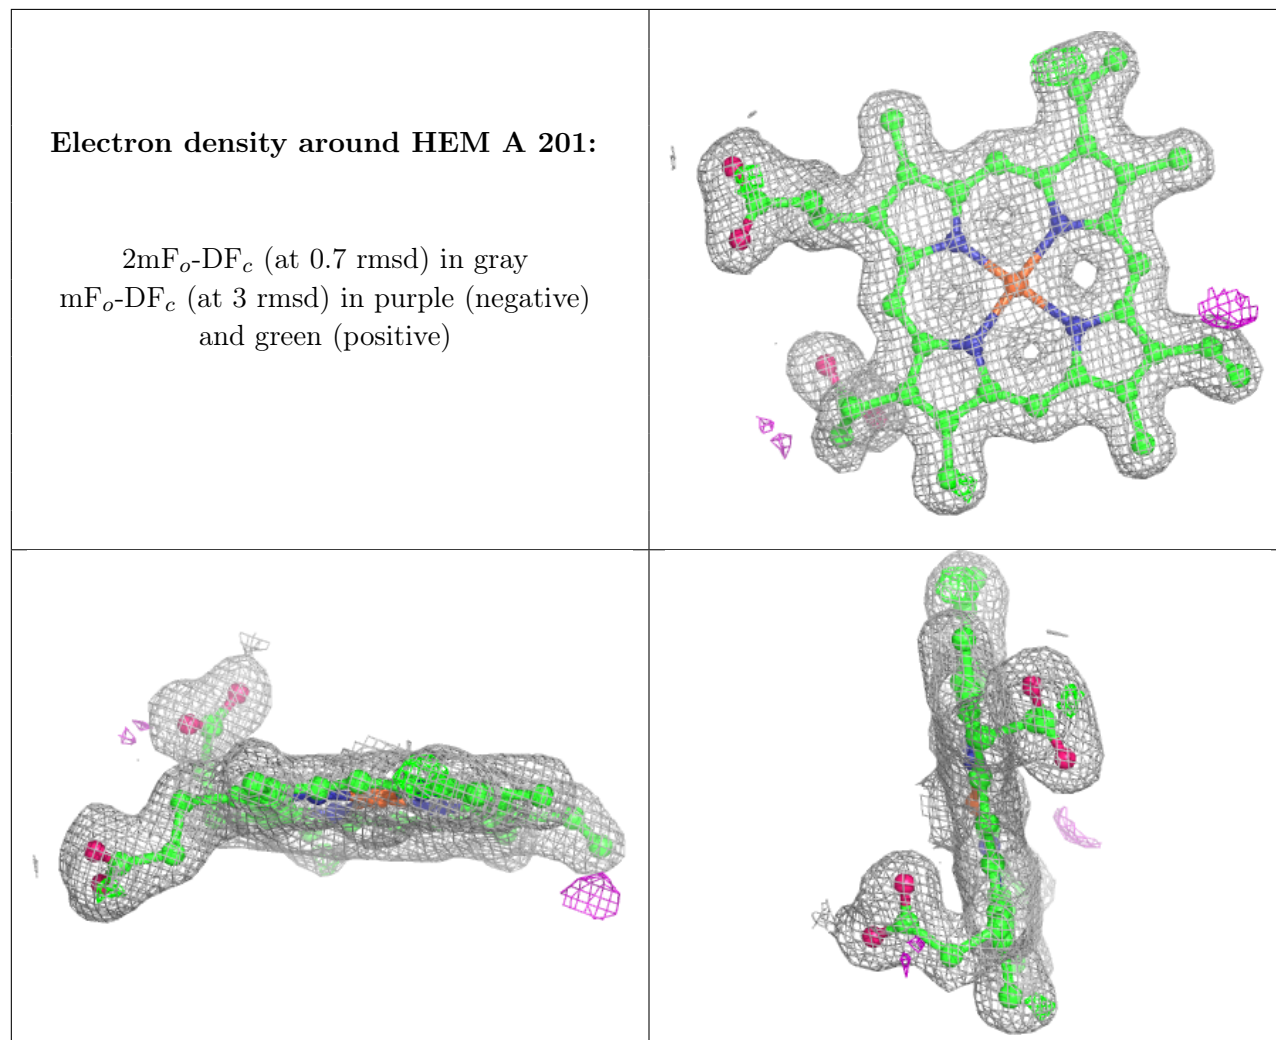 Electron density around HEM A 201:
2mFo-DFc (at 0.7 rmsd) in gray
mFo-DFc (at 3 rmsd) in purple (negative)
and green (positive)